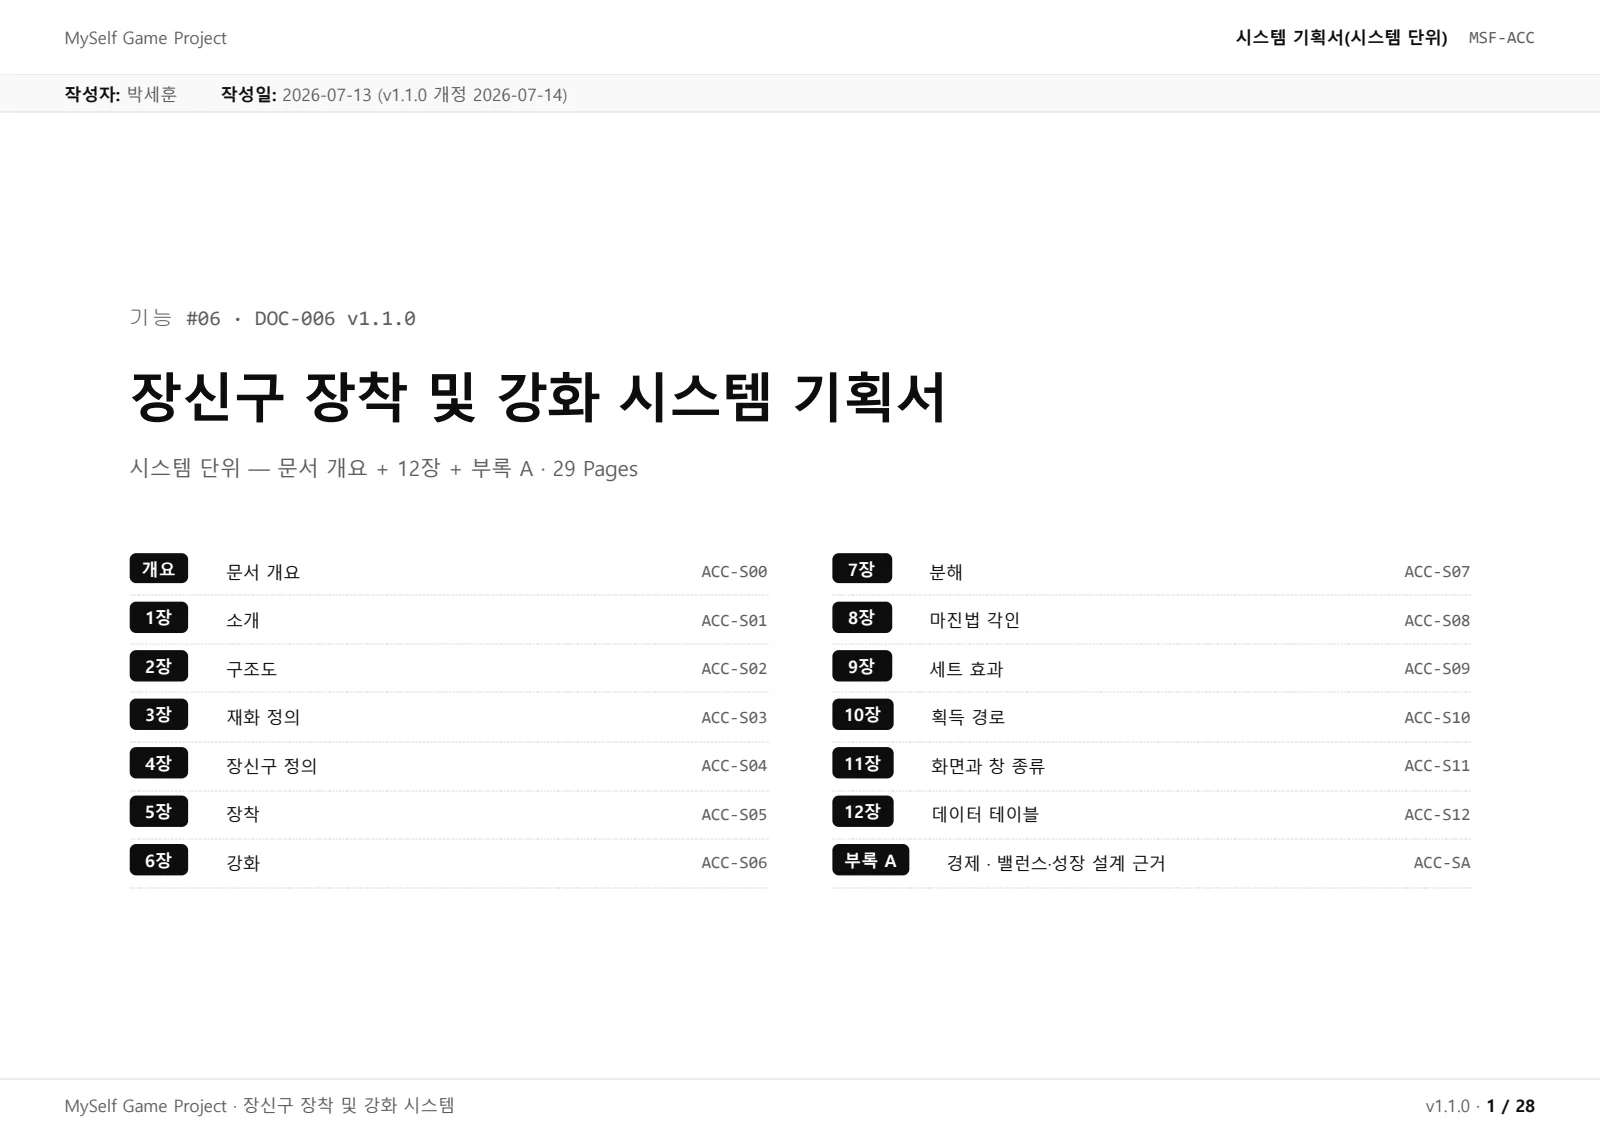 MySelf Game Project
시스템 기획서(시스템 단위) MSF-ACC
작성자: 박세훈 작성일: 2026-07-13 (v1.1.0 개정 2026-07-14)
기능 #06 · DOC-006 v1.1.0
장신구 장착 및 강화 시스템 기획서
시스템 단위 — 문서 개요 + 12장 + 부록 A · 29 Pages
개요 문서 개요 ACC-S00
1장 소개 ACC-S01
2장 구조도 ACC-S02
3장 재화 정의 ACC-S03
4장 장신구 정의 ACC-S04
5장 장착 ACC-S05
6장 강화 ACC-S06
7장 분해 ACC-S07
8장 마진법 각인 ACC-S08
9장 세트 효과 ACC-S09
10장 획득 경로 ACC-S10
11장 화면과 창 종류 ACC-S11
12장 데이터 테이블 ACC-S12
부록 A 경제 · 밸런스·성장 설계 근거 ACC-SA
MySelf Game Project · 장신구 장착 및 강화 시스템
v1.1.0 · 1 / 28